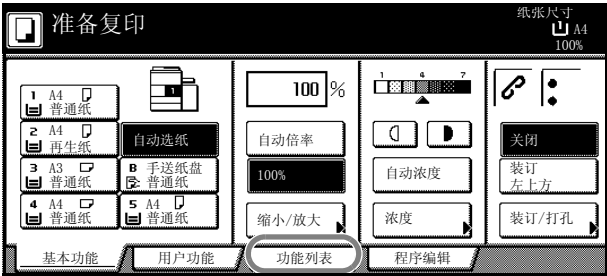 准备复印
纸张尺寸
1 A4
100%
1 A4
普通纸
2 A4
再生纸
3 A3
普通纸
4 A4
普通纸
1
自动选纸
B 手送纸盘
普通纸
5 A4
普通纸
100 %
自动倍率
100%
缩小/放大
1 4 7
自动浓度
浓度
关闭
装订
左上方
装订/打孔
基本功能
用户功能
功能列表
程序编辑